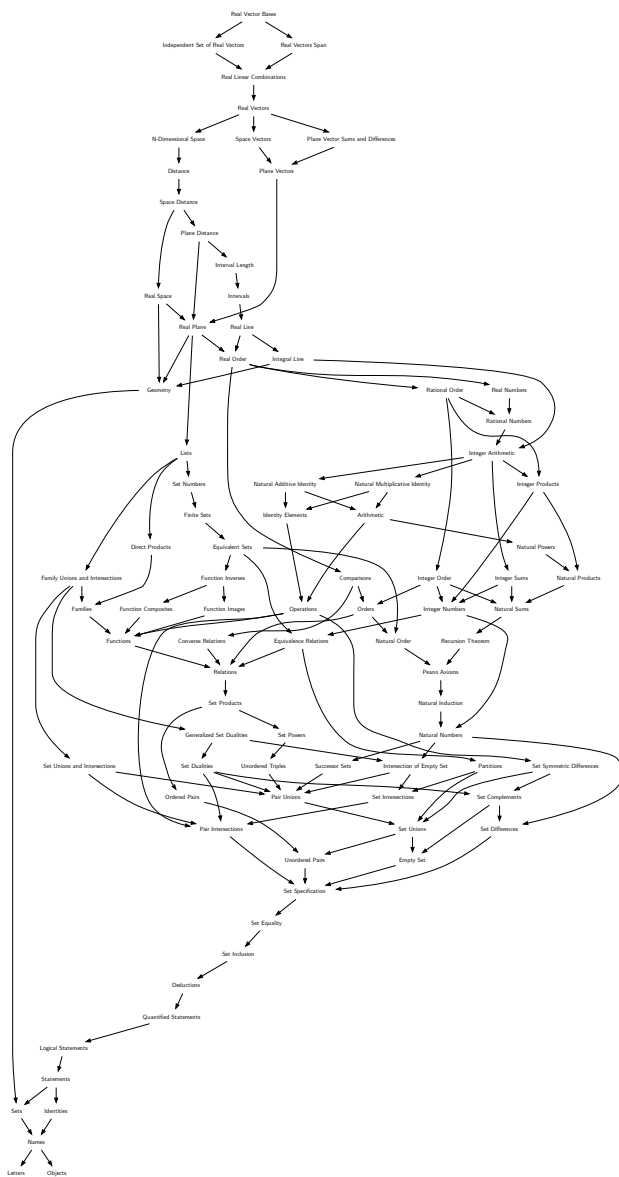 Real Vector Bases
Independent Set of Real Vectors
Real Vectors Span
Real Linear Combinations
Real Vectors
N-Dimensional Space
Space Vectors
Plane Vector Sums and Differences
Distance
Plane Vectors
Space Distance
Plane Distance
Interval Length
Real Space
Intervals
Real Plane
Real Line
Real Order
Integral Line
Geometry
Rational Order
Real Numbers
Rational Numbers
Lists
Integer Arithmetic
Set Numbers
Natural Additive Identity
Natural Multiplicative Identity
Integer Products
Finite Sets
Identity Elements
Arithmetic
Direct Products
Equivalent Sets
Natural Powers
Family Unions and Intersections
Function Inverses
Comparisons
Integer Order
Integer Sums
Natural Products
Families
Function Composites
Function Images
Operations
Orders
Integer Numbers
Natural Sums
Functions
Converse Relations
Equivalence Relations
Natural Order
Recursion Theorem
Relations
Peano Axioms
Set Products
Natural Induction
Generalized Set Dualities
Set Powers
Natural Numbers
Set Unions and Intersections
Set Dualities
Unordered Triples
Successor Sets
Intersection of Empty Set
Partitions
Set Symmetric Differences
Ordered Pairs
Pair Unions
Set Intersections
Set Complements
Pair Intersections
Set Unions
Set Differences
Unordered Pairs
Empty Set
Set Specification
Set Equality
Set Inclusion
Deductions
Quantified Statements
Logical Statements
Statements
Sets
Identities
Names
Letters
Objects